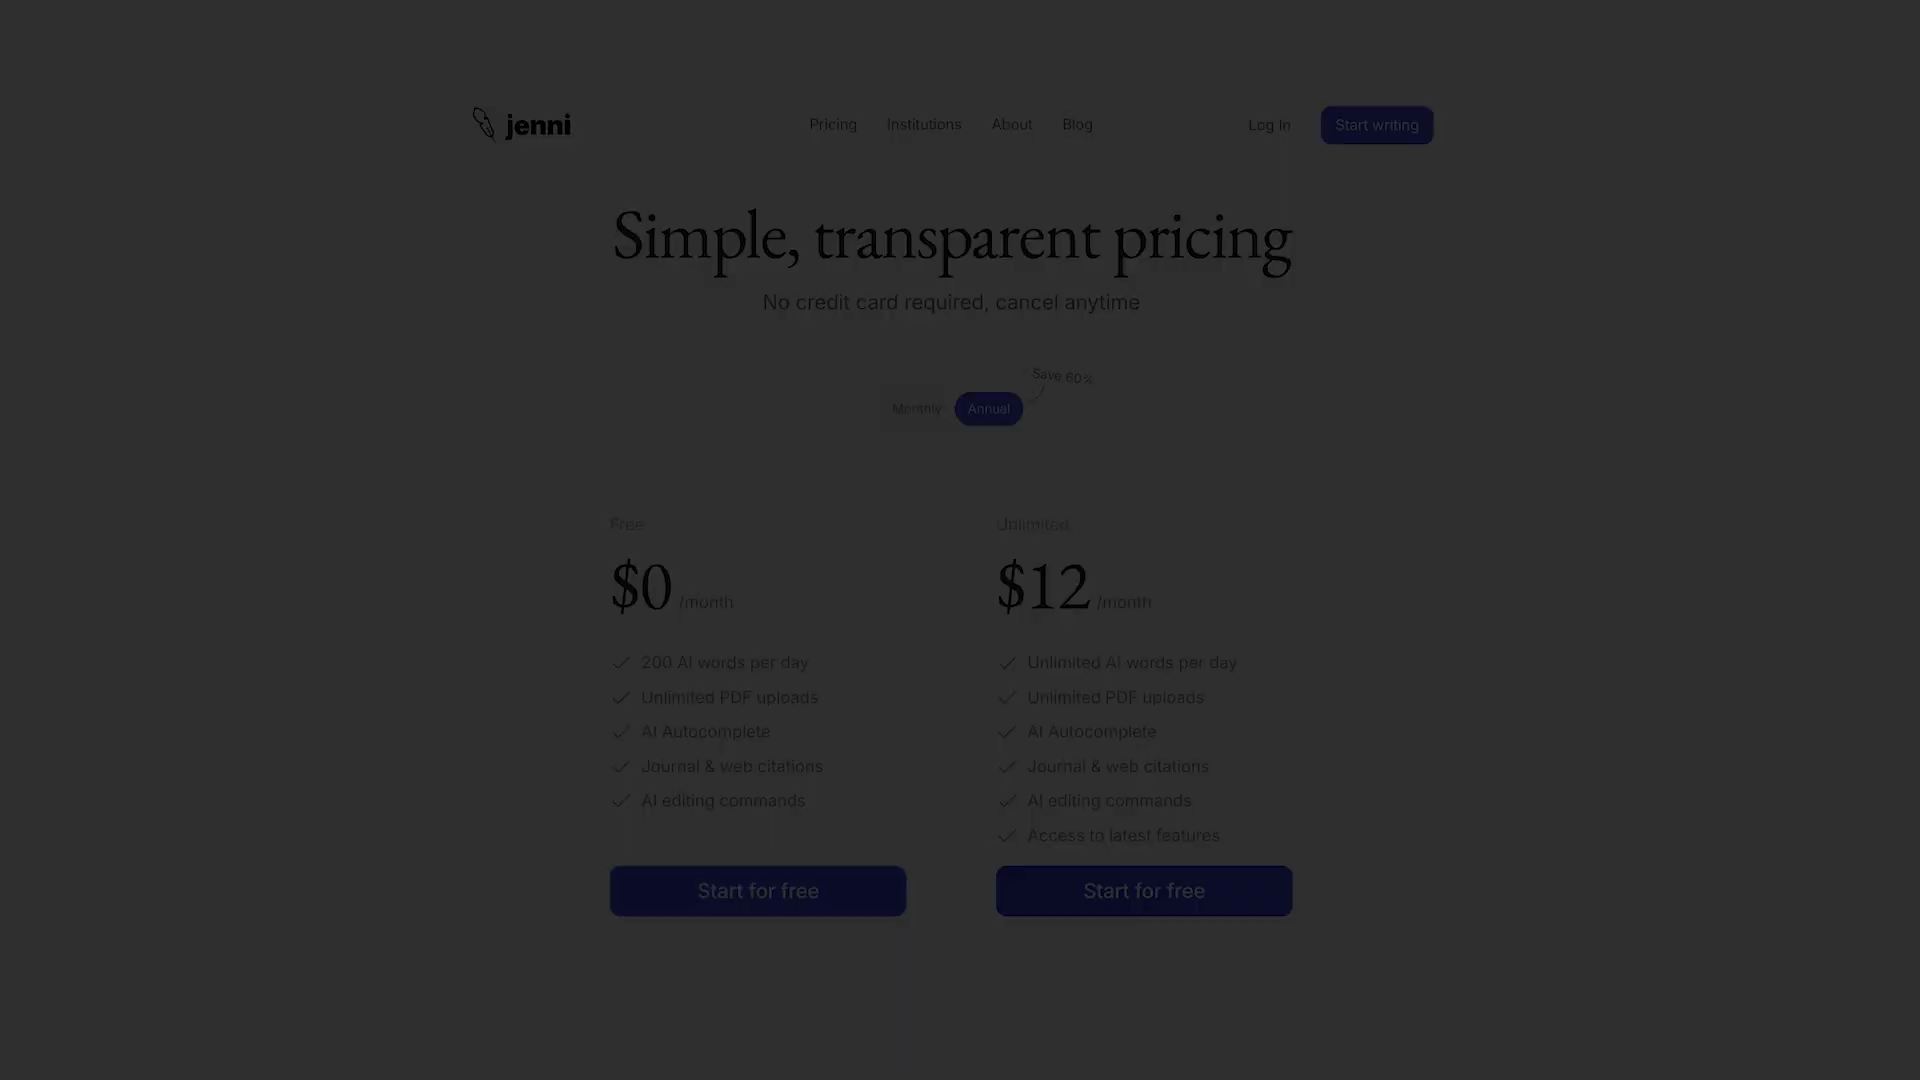 jenni
Pricing Institutions About Blog
Log In
Start writing
Simple, transparent pricing
No credit card required, cancel anytime
Save 60%
Monthly Annual
Free
$0 /month
200 AI words per day
Unlimited PDF uploads
AI Autocomplete
Journal & web citations
AI editing commands
Start for free
Unlimited
$12 /month
Unlimited AI words per day
Unlimited PDF uploads
AI Autocomplete
Journal & web citations
AI editing commands
Access to latest features
Start for free